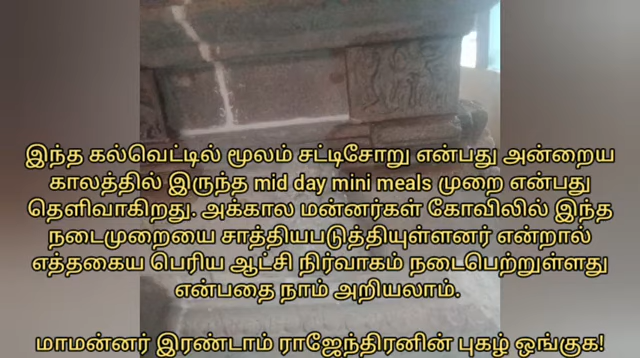 இந்த கல்வெட்டில் மூலம் சட்டிசோறு என்பது அன்றைய
காலத்தில் இருந்த mid day mini meals முறை என்பது
தெளிவாகிறது. அக்கால மன்னர்கள் கோவிலில் இந்த
நடைமுறையை சாத்தியபடுத்தியுள்ளனர் என்றால்
எத்தகைய பெரிய ஆட்சி நிர்வாகம் நடைபெற்றுள்ளது
என்பதை நாம் அறியலாம்.
மாமன்னர் இரண்டாம் ராஜேந்திரனின் புகழ் ஓங்குக!